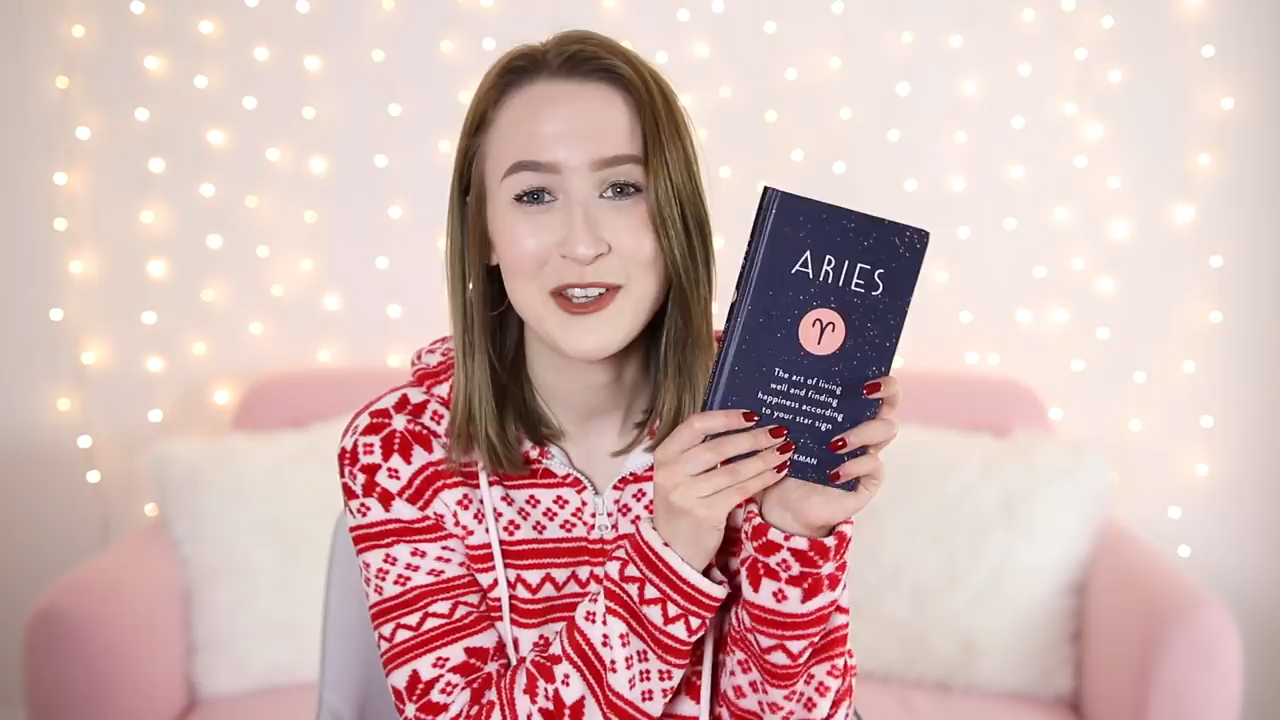 ARIES
The art of living
well and finding
happiness according
to your star sign